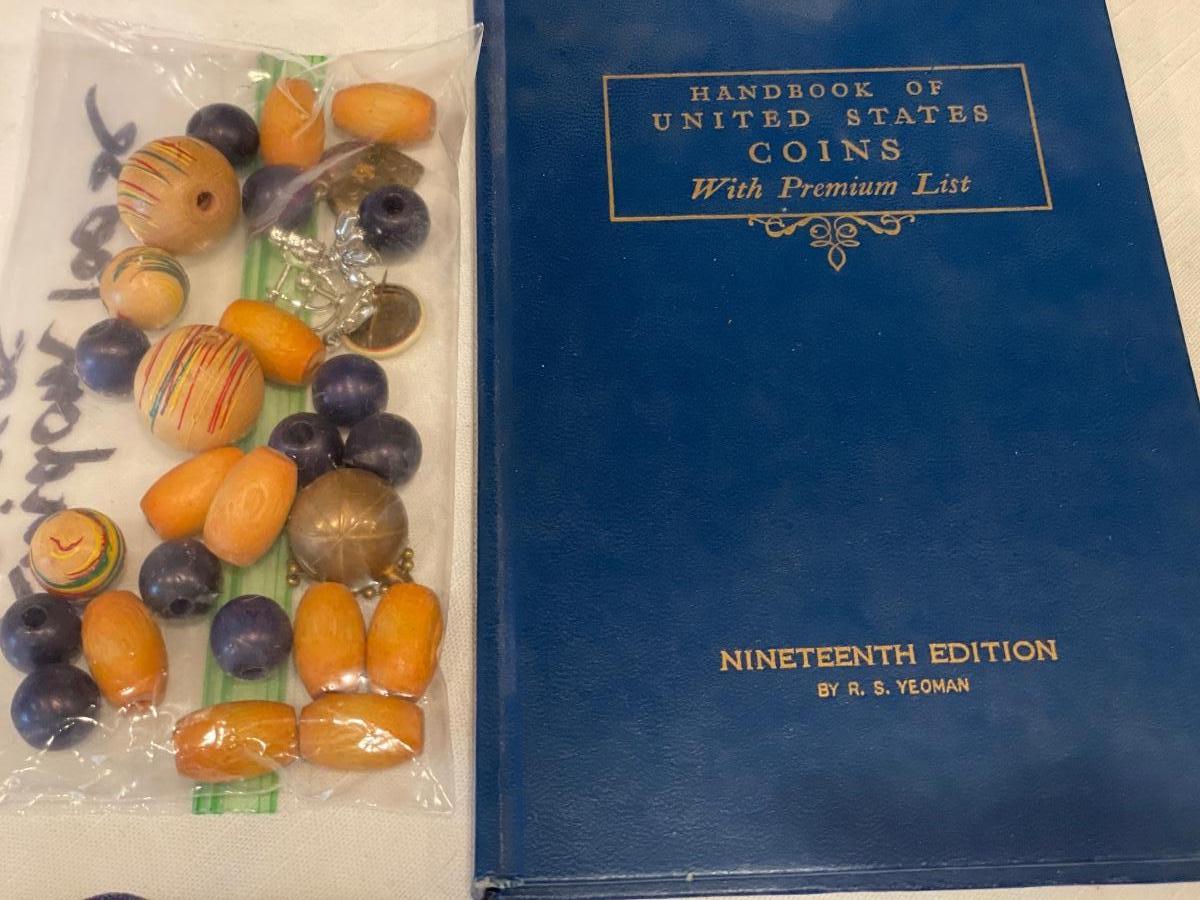 HANDBOOK OF
UNITED STATES
COINS
With Premium List
NINETEENTH EDITION
BY R. S. YEOMAN